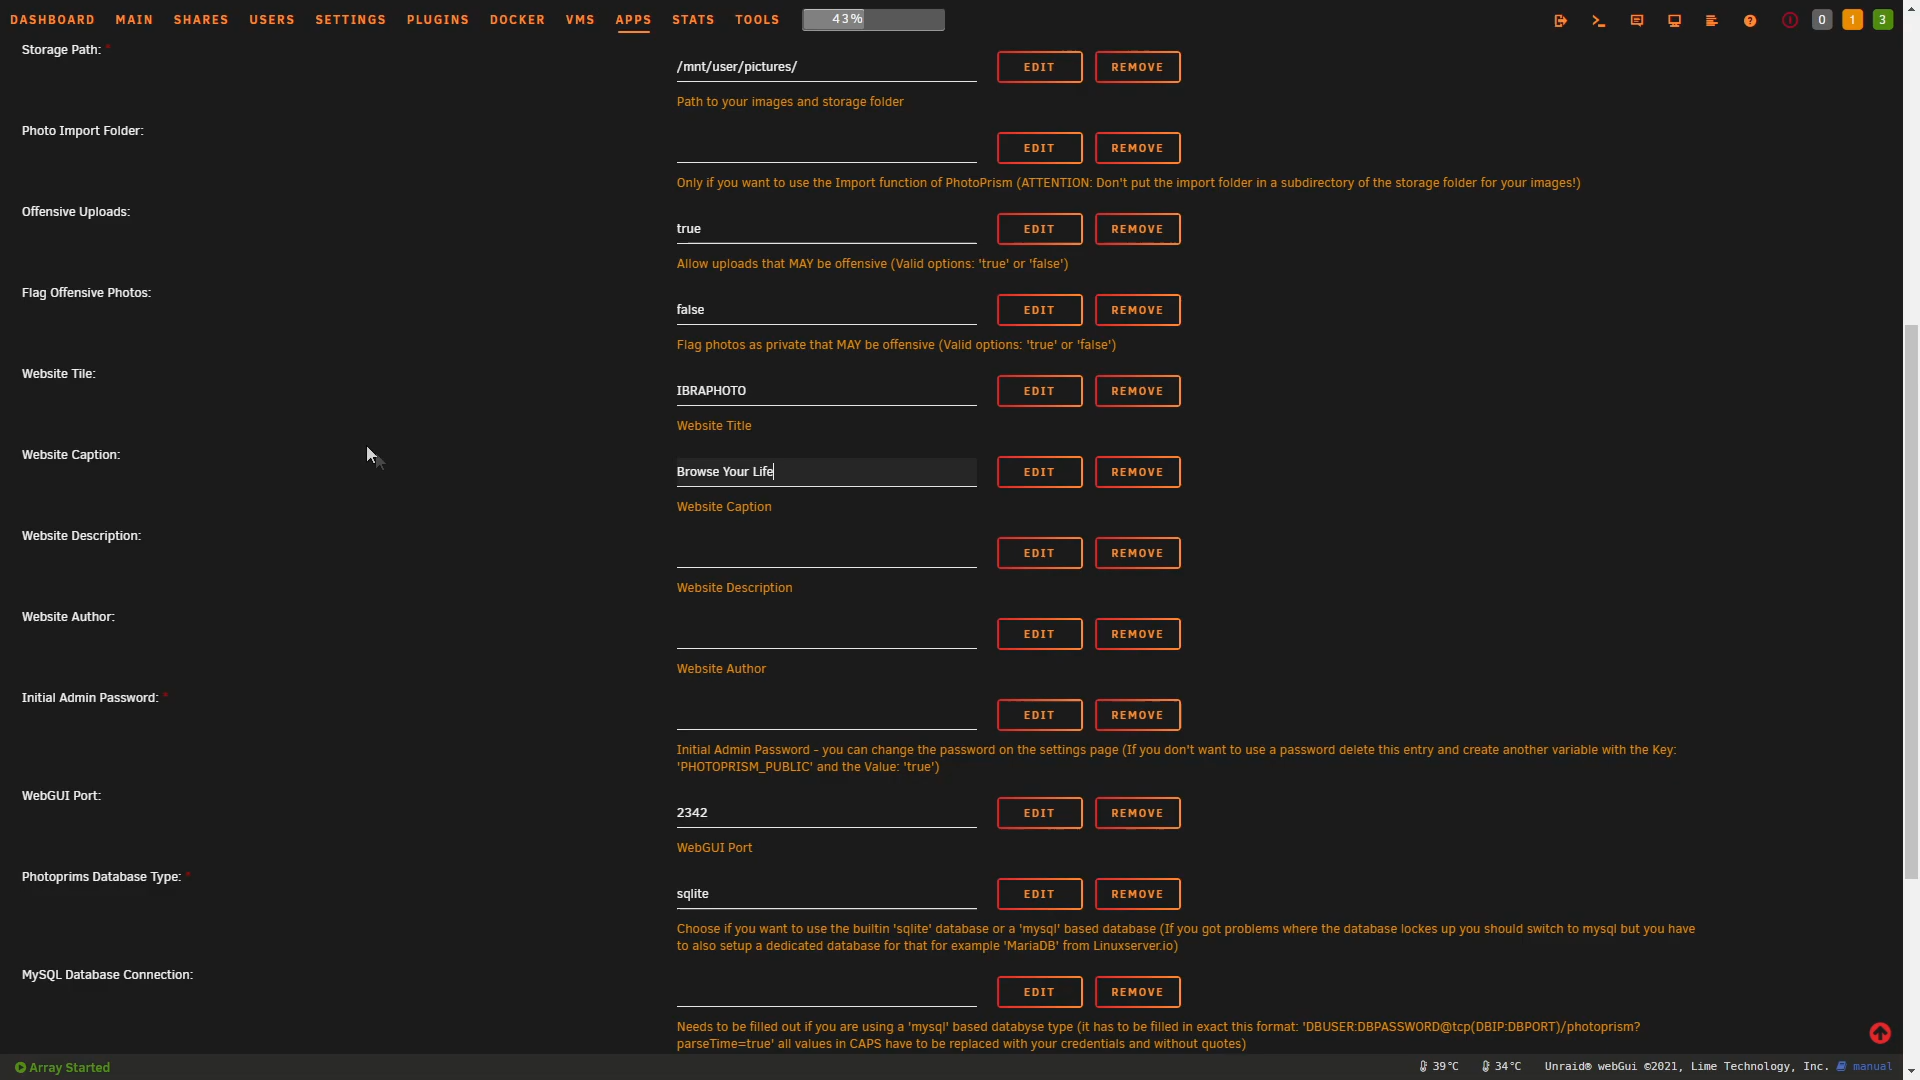 DASHBOARD MAIN SHARES USERS SETTINGS PLUGINS DOCKER VMS APPS STATS TOOLS 43% 0 1 3
Storage Path: *
/mnt/user/pictures/ EDIT REMOVE
Path to your images and storage folder
Photo Import Folder:
EDIT REMOVE
Only if you want to use the Import function of PhotoPrism (ATTENTION: Don't put the import folder in a subdirectory of the storage folder for your images!)
Offensive Uploads:
true EDIT REMOVE
Allow uploads that MAY be offensive (Valid options: 'true' or 'false')
Flag Offensive Photos:
false EDIT REMOVE
Flag photos as private that MAY be offensive (Valid options: 'true' or 'false')
Website Tile:
IBRAPHOTO EDIT REMOVE
Website Title
Website Caption:
Browse Your Life EDIT REMOVE
Website Caption
Website Description:
EDIT REMOVE
Website Description
Website Author:
EDIT REMOVE
Website Author
Initial Admin Password: *
EDIT REMOVE
Initial Admin Password - you can change the password on the settings page (If you don't want to use a password delete this entry and create another variable with the Key:
'PHOTOPRISM_PUBLIC' and the Value: 'true')
WebGUI Port:
2342 EDIT REMOVE
WebGUI Port
Photoprims Database Type: *
sqlite EDIT REMOVE
Choose if you want to use the builtin 'sqlite' database or a 'mysql' based database (If you got problems where the database lockes up you should switch to mysql but you have
to also setup a dedicated database for that for example 'MariaDB' from Linuxserver.io)
MySQL Database Connection:
EDIT REMOVE
Needs to be filled out if you are using a 'mysql' based databyse type (it has to be filled in exact this format: 'DBUSER:DBPASSWORD@tcp(DBIP:DBPORT)/photoprism?
parseTime=true' all values in CAPS have to be replaced with your credentials and without quotes)
Array Started 39°C 34°C Unraid® webGui ©2021, Lime Technology, Inc. manual